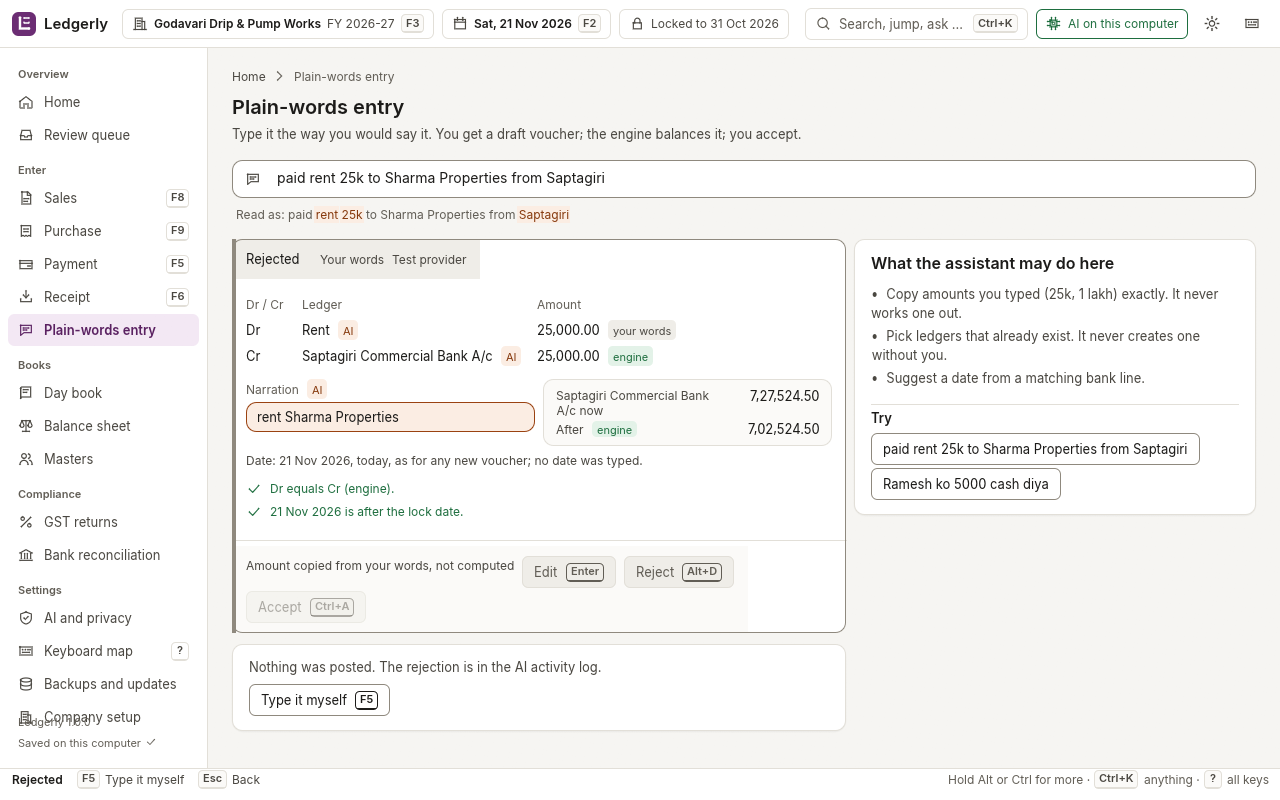 Ledgerly
Godavari Drip & Pump Works FY 2026-27 F3
Sat, 21 Nov 2026 F2
Locked to 31 Oct 2026
Search, jump, ask ... Ctrl+K
AI on this computer
Overview
Home
Review queue
Enter
Sales F8
Purchase F9
Payment F5
Receipt F6
Plain-words entry
Books
Day book
Balance sheet
Masters
Compliance
GST returns
Bank reconciliation
Settings
AI and privacy
Keyboard map ?
Backups and updates
Company setup
Ledgerly 1.0.0
Saved on this computer
Home > Plain-words entry
Plain-words entry
Type it the way you would say it. You get a draft voucher; the engine balances it; you accept.
paid rent 25k to Sharma Properties from Saptagiri
Read as: paid rent 25k to Sharma Properties from Saptagiri
Rejected Your words Test provider
Dr / Cr Ledger Amount
Dr Rent AI 25,000.00 your words
Cr Saptagiri Commercial Bank A/c AI 25,000.00 engine
Narration AI
rent Sharma Properties
Saptagiri Commercial Bank A/c now 7,27,524.50
After engine 7,02,524.50
Date: 21 Nov 2026, today, as for any new voucher; no date was typed.
Dr equals Cr (engine).
21 Nov 2026 is after the lock date.
Amount copied from your words, not computed Edit Enter Reject Alt+D
Accept Ctrl+A
Nothing was posted. The rejection is in the AI activity log.
Type it myself F5
What the assistant may do here
• Copy amounts you typed (25k, 1 lakh) exactly. It never
works one out.
• Pick ledgers that already exist. It never creates one
without you.
• Suggest a date from a matching bank line.
Try
paid rent 25k to Sharma Properties from Saptagiri
Ramesh ko 5000 cash diya
Rejected F5 Type it myself Esc Back
Hold Alt or Ctrl for more · Ctrl+K anything · ? all keys